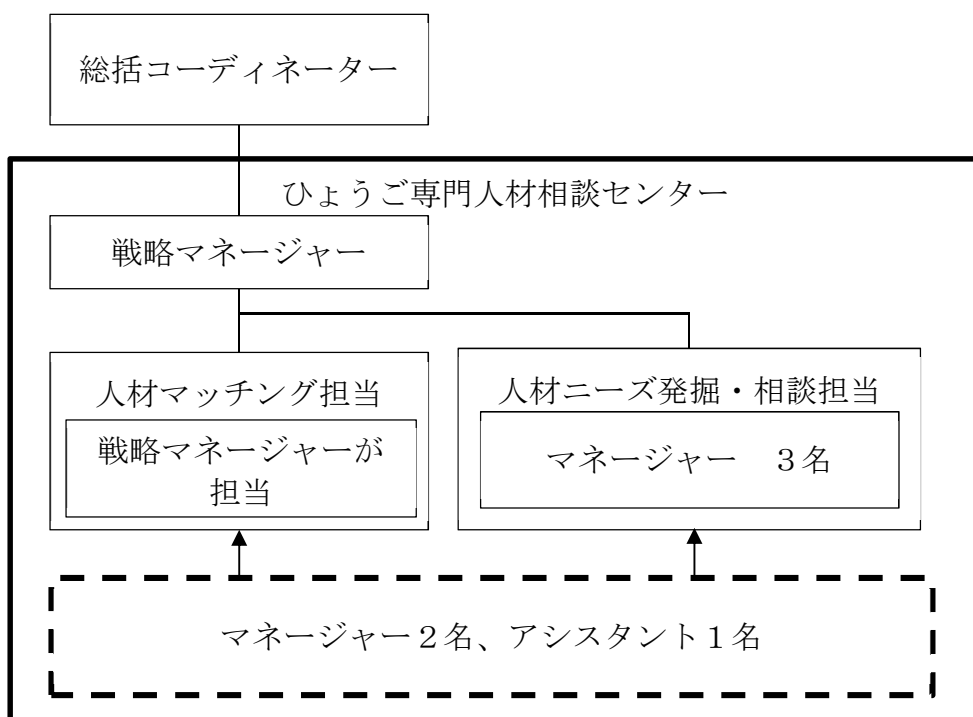 総括コーディネーター
ひょうご専門人材相談センター
戦略マネージャー
人材マッチング担当
戦略マネージャーが
担当
人材ニーズ発掘・相談担当
マネージャー　３名
マネージャー２名、アシスタント１名